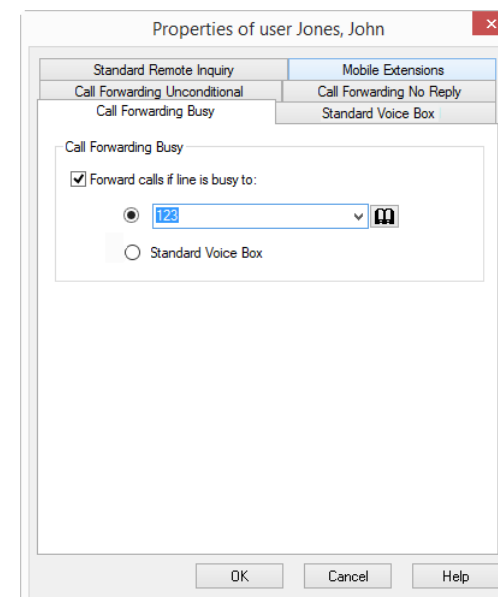 Properties of user Jones, John
Standard Remote Inquiry Mobile Extensions
Call Forwarding Unconditional Call Forwarding No Reply
Call Forwarding Busy Standard Voice Box
Call Forwarding Busy
Forward calls if line is busy to:
123
Standard Voice Box
OK Cancel Help